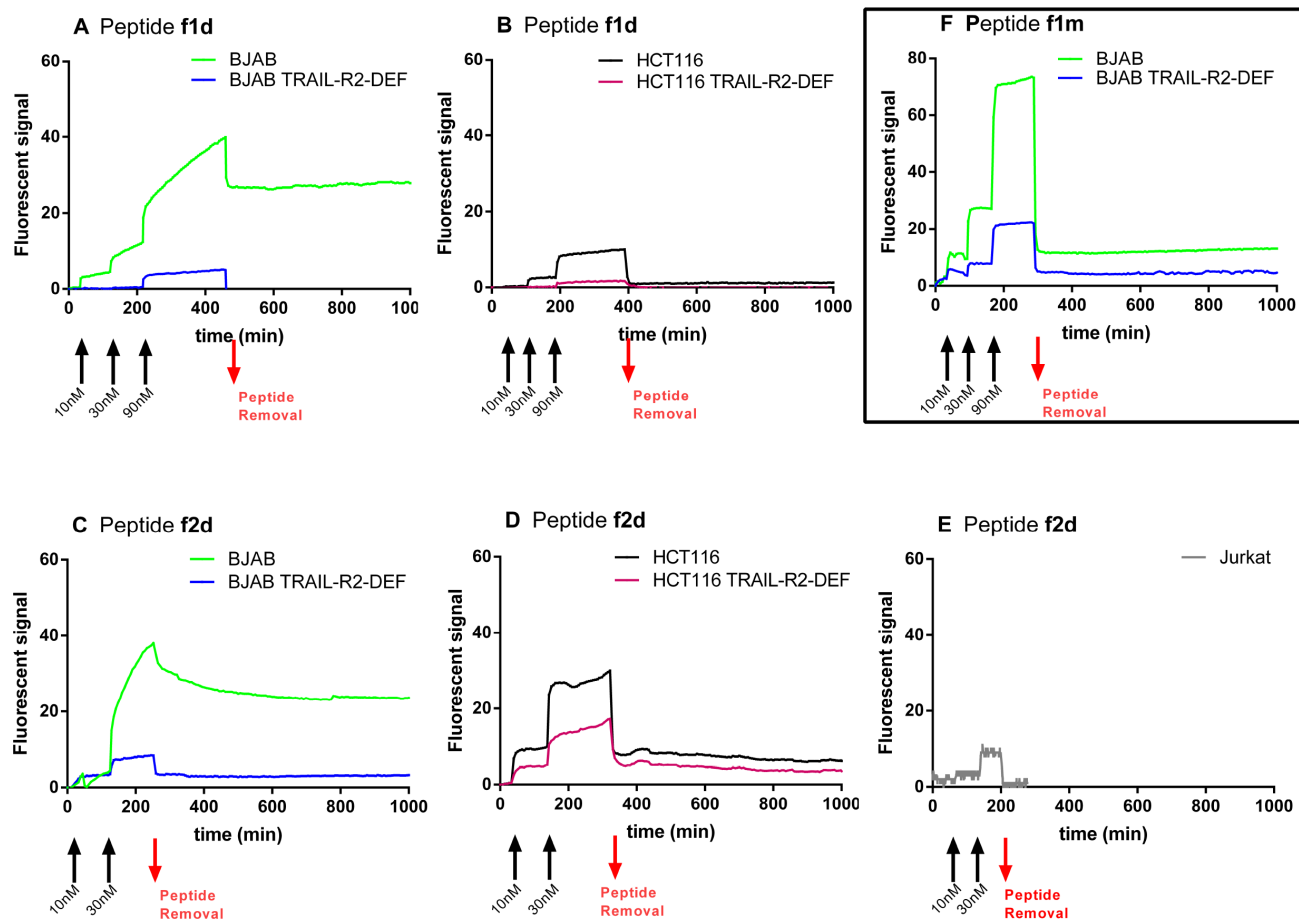 A Peptide f1d
BJAB
BJAB TRAIL-R2-DEF
Fluorescent signal
60
40
20
0
0 200 400 600 800 1000
time (min)
10nM 30nM 90nM
Peptide
Removal
B Peptide f1d
HCT116
HCT116 TRAIL-R2-DEF
Fluorescent signal
60
40
20
0
0 200 400 600 800 1000
time (min)
10nM 30nM 90nM
Peptide
Removal
F Peptide f1m
BJAB
BJAB TRAIL-R2-DEF
Fluorescent signal
80
60
40
20
0
0 200 400 600 800 1000
time (min)
10nM 30nM 90nM
Peptide
Removal
C Peptide f2d
BJAB
BJAB TRAIL-R2-DEF
Fluorescent signal
60
40
20
0
0 200 400 600 800 1000
time (min)
10nM 30nM
Peptide
Removal
D Peptide f2d
HCT116
HCT116 TRAIL-R2-DEF
Fluorescent signal
60
40
20
0
0 200 400 600 800 1000
time (min)
10nM 30nM
Peptide
Removal
E Peptide f2d
Jurkat
Fluorescent signal
60
40
20
0
0 200 400 600 800 1000
time (min)
10nM 30nM
Peptide
Removal